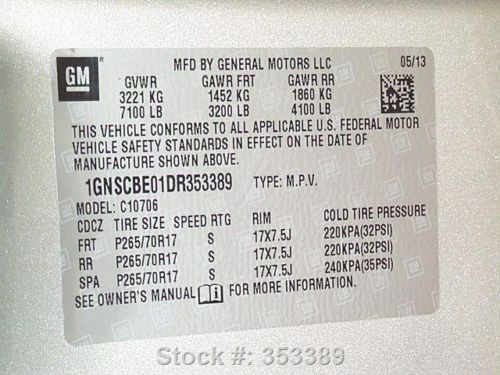 GM
MFD BY GENERAL MOTORS LLC 05/13
GVWR GAWR FRT GAWR RR
3221 KG 1452 KG 1860 KG
7100 LB 3200 LB 4100 LB
THIS VEHICLE CONFORMS TO ALL APPLICABLE U.S. FEDERAL MOTOR
VEHICLE SAFETY STANDARDS IN EFFECT ON THE DATE OF
MANUFACTURE SHOWN ABOVE.
1GNSCBE01DR353389 TYPE: M.P.V.
MODEL: C10706
CDCZ TIRE SIZE SPEED RTG RIM COLD TIRE PRESSURE
FRT P265/70R17 S 17X7.5J 220KPA(32PSI)
RR P265/70R17 S 17X7.5J 220KPA(32PSI)
SPA P265/70R17 S 17X7.5J 240KPA(35PSI)
SEE OWNER'S MANUAL FOR MORE INFORMATION.
Stock #: 353389